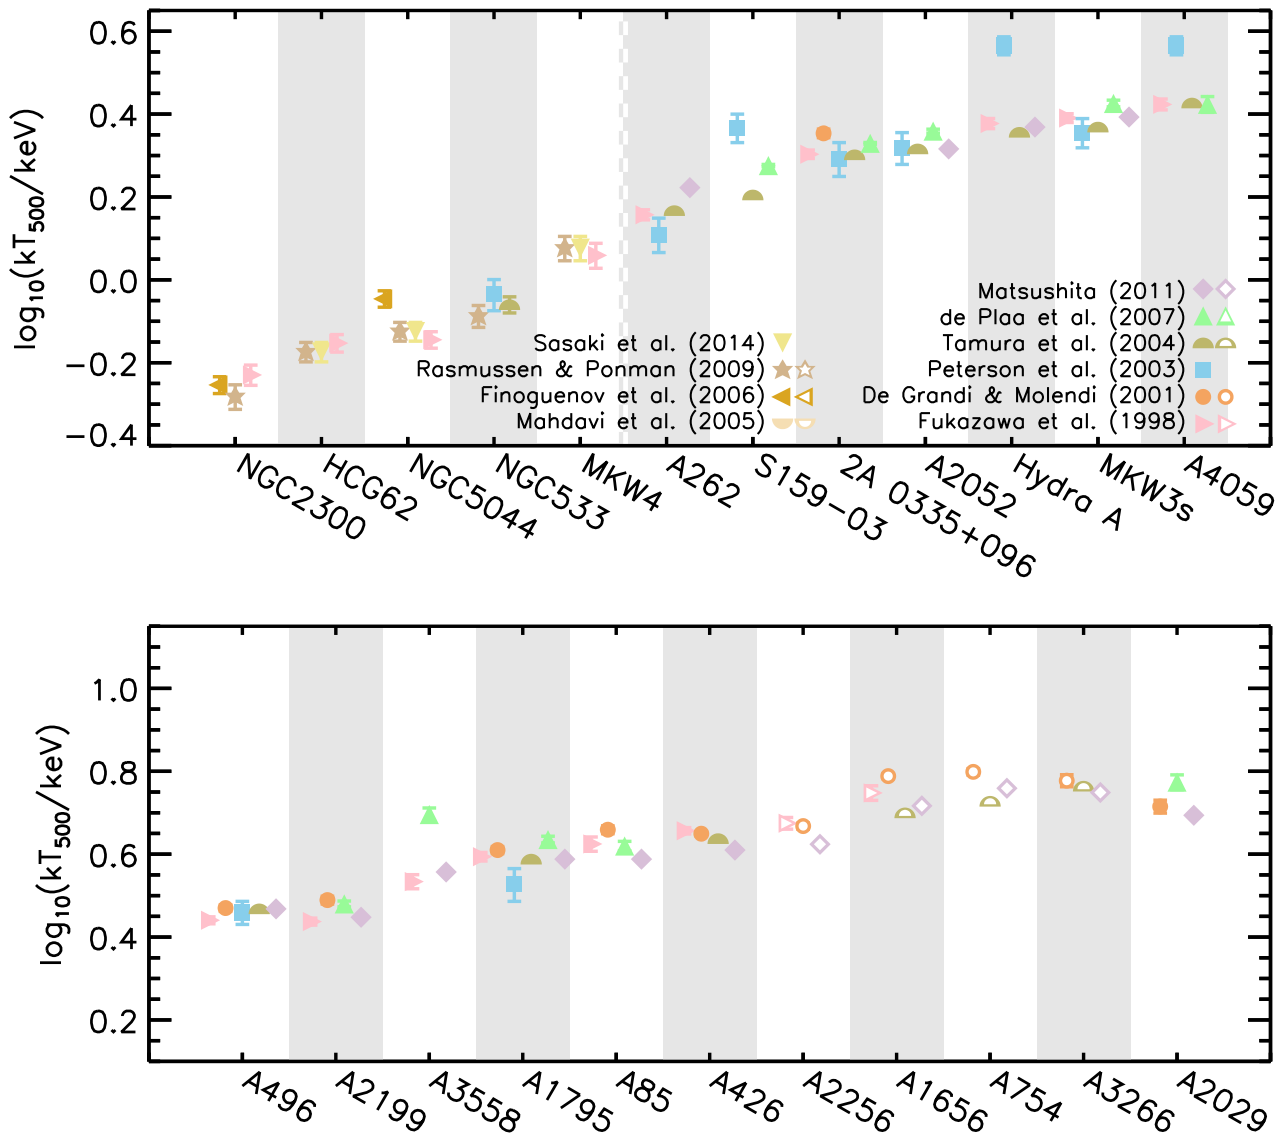 log10(kT500/keV)
0.6
0.4
0.2
0.0
−0.2
−0.4
Matsushita (2011)
de Plaa et al. (2007)
Tamura et al. (2004)
Peterson et al. (2003)
De Grandi & Molendi (2001)
Fukazawa et al. (1998)
Sasaki et al. (2014)
Rasmussen & Ponman (2009)
Finoguenov et al. (2006)
Mahdavi et al. (2005)
NGC2300
HCG62
NGC5044
NGC533
MKW4
A262
S159−03
2A 0335+096
A2052
Hydra A
MKW3s
A4059
log10(kT500/keV)
1.0
0.8
0.6
0.4
0.2
A496
A2199
A3558
A1795
A85
A426
A2256
A1656
A754
A3266
A2029